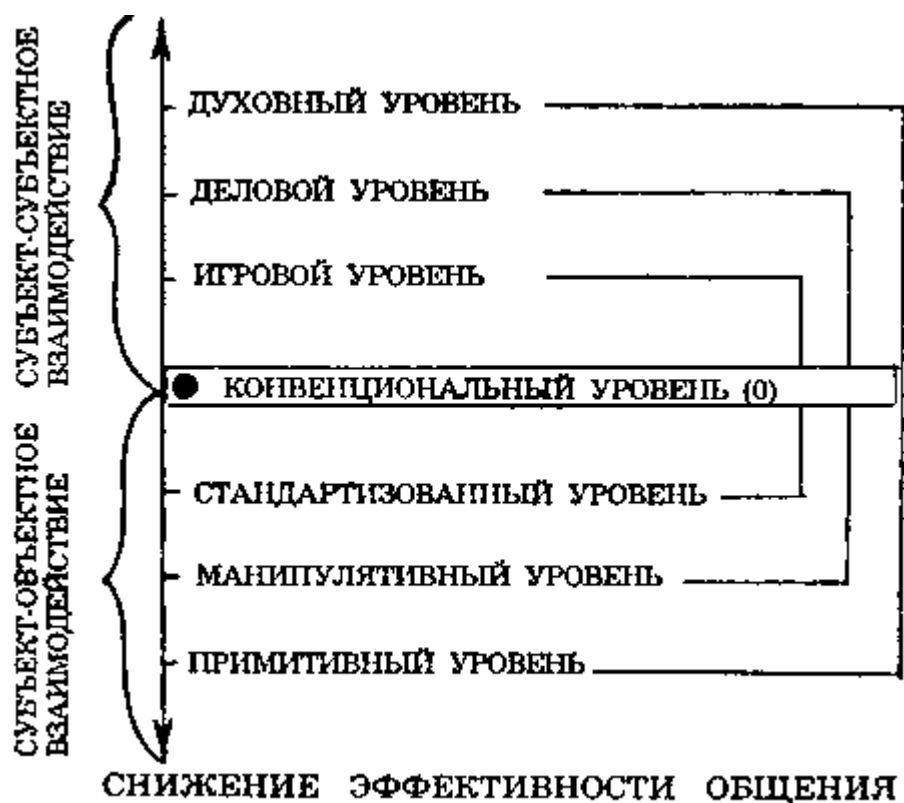 СУБЪЕКТ-СУБЪЕКТНОЕ
ВЗАИМОДЕЙСТВИЕ
ДУХОВНЫЙ УРОВЕНЬ
ДЕЛОВОЙ УРОВЕНЬ
ИГРОВОЙ УРОВЕНЬ
КОНВЕНЦИОНАЛЬНЫЙ УРОВЕНЬ (0)
СУБЪЕКТ-ОБЪЕКТНОЕ
ВЗАИМОДЕЙСТВИЕ
СТАНДАРТИЗОВАННЫЙ УРОВЕНЬ
МАНИПУЛЯТИВНЫЙ УРОВЕНЬ
ПРИМИТИВНЫЙ УРОВЕНЬ
СНИЖЕНИЕ ЭФФЕКТИВНОСТИ ОБЩЕНИЯ